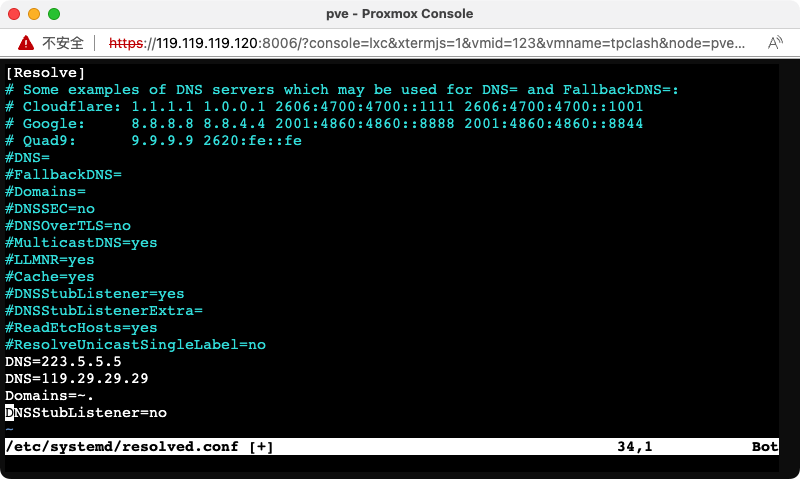 pve - Proxmox Console
不安全 | https://119.119.119.120:8006/?console=lxc&xtermjs=1&vmid=123&vmname=tpclash&node=pve...
[Resolve]
# Some examples of DNS servers which may be used for DNS= and FallbackDNS=:
# Cloudflare: 1.1.1.1 1.0.0.1 2606:4700:4700::1111 2606:4700:4700::1001
# Google:     8.8.8.8 8.8.4.4 2001:4860:4860::8888 2001:4860:4860::8844
# Quad9:      9.9.9.9 2620:fe::fe
#DNS=
#FallbackDNS=
#Domains=
#DNSSEC=no
#DNSOverTLS=no
#MulticastDNS=yes
#LLMNR=yes
#Cache=yes
#DNSStubListener=yes
#DNSStubListenerExtra=
#ReadEtcHosts=yes
#ResolveUnicastSingleLabel=no
DNS=223.5.5.5
DNS=119.29.29.29
Domains=~.
DNSStubListener=no
~
/etc/systemd/resolved.conf [+] 34,1 Bot